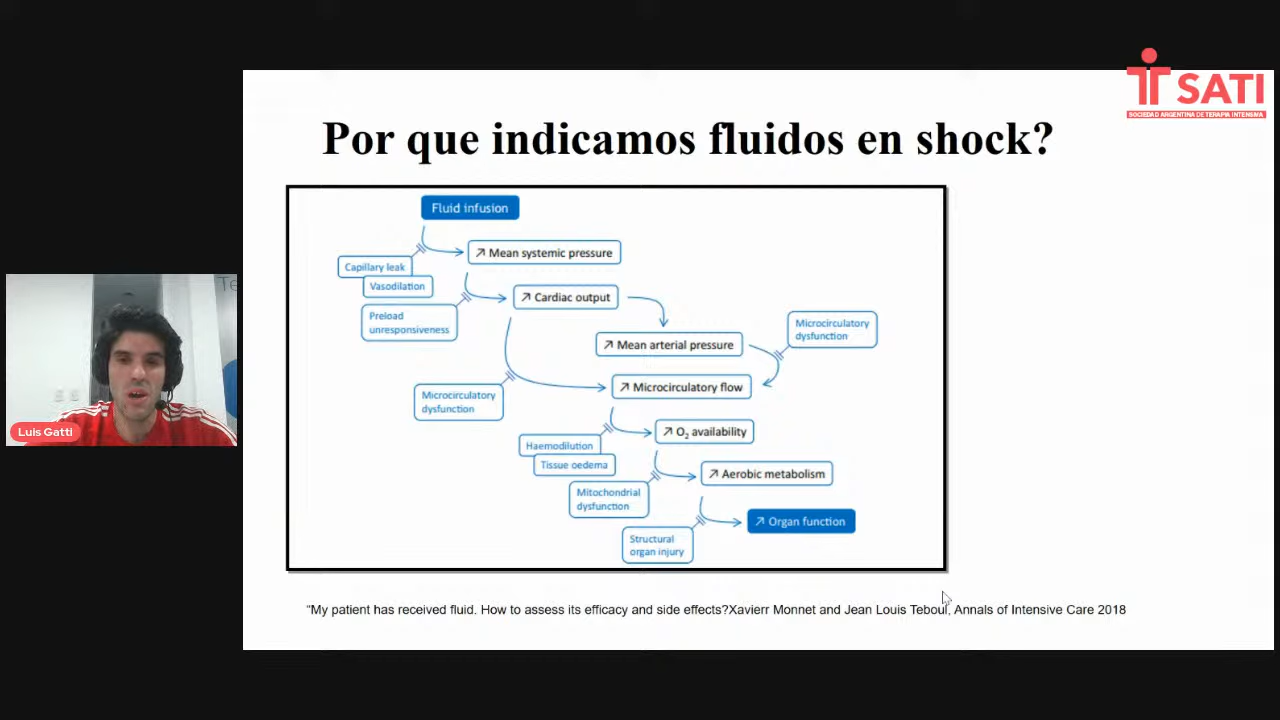 SATI
SOCIEDAD ARGENTINA DE TERAPIA INTENSIVA
Por que indicamos fluidos en shock?
Fluid infusion
↗ Mean systemic pressure
Capillary leak
Vasodilation
↗ Cardiac output
Preload
unresponsiveness
↗ Mean arterial pressure
Microcirculatory
dysfunction
↗ Microcirculatory flow
Microcirculatory
dysfunction
↗ O₂ availability
Haemodilution
Tissue oedema
↗ Aerobic metabolism
Mitochondrial
dysfunction
↗ Organ function
Structural
organ injury
"My patient has received fluid. How to assess its efficacy and side effects?Xavierr Monnet and Jean Louis Teboul, Annals of Intensive Care 2018
Te
Luis Gatti